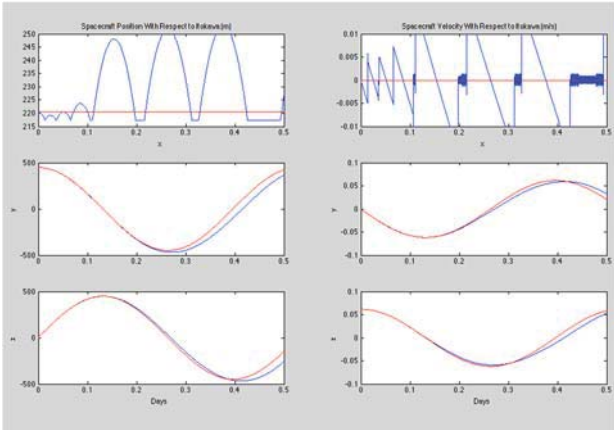 Spacecraft Position With Respect to Itokawa (m)
Spacecraft Velocity With Respect to Itokawa (m/s)
250
245
240
235
230
225
220
215
0 0.1 0.2 0.3 0.4 0.5
x
0.01
0.005
0
-0.005
-0.01
0 0.1 0.2 0.3 0.4 0.5
x
500
y
0
-500
0 0.1 0.2 0.3 0.4 0.5
0.1
0.05
y
0
-0.05
-0.1
0 0.1 0.2 0.3 0.4 0.5
500
z
0
-500
0 0.1 0.2 0.3 0.4 0.5
Days
0.1
0.05
z
0
-0.05
-0.1
0 0.1 0.2 0.3 0.4 0.5
Days